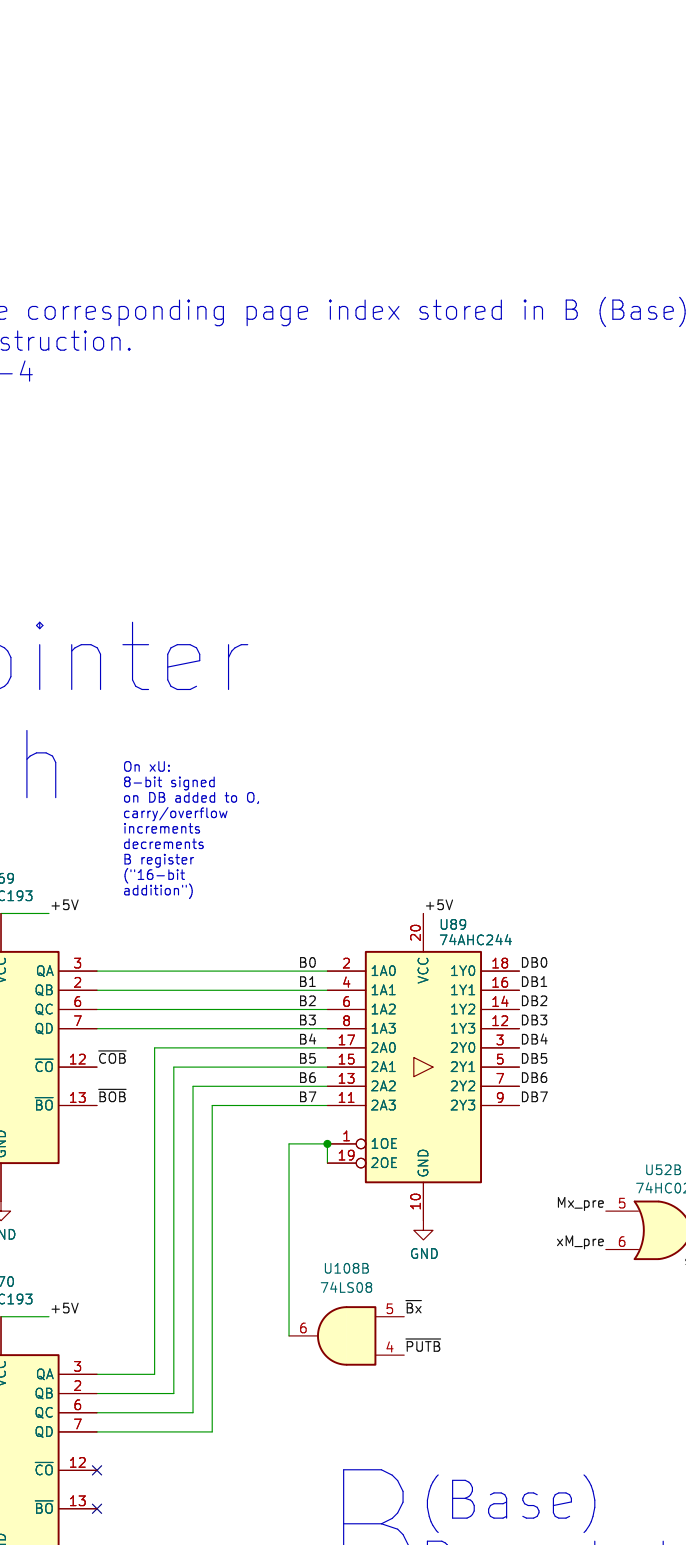 e corresponding page index stored in B (Base)
struction.
-4
ointer
h
On xU:
8-bit signed
on DB added to O,
carry/overflow
increments
decrements
B register
("16-bit
addition")
69
C193
+5V
VCC
QA 3
QB 2
QC 6
QD 7
CO 12 COB
BO 13 BOB
GND
ND
+5V
U89
74AHC244
20
VCC
B0 2 1A0 1Y0 18 DB0
B1 4 1A1 1Y1 16 DB1
B2 6 1A2 1Y2 14 DB2
B3 8 1A3 1Y3 12 DB3
B4 17 2A0 2Y0 3 DB4
B5 15 2A1 2Y1 5 DB5
B6 13 2A2 2Y2 7 DB6
B7 11 2A3 2Y3 9 DB7
1 1OE
19 2OE
GND
10
GND
U52B
74HC02
Mx_pre 5
xM_pre 6
U108B
74LS08
5 Bx
6
4 PUTB
70
C193
+5V
VCC
QA 3
QB 2
QC 6
QD 7
CO 12
BO 13
B (Base)